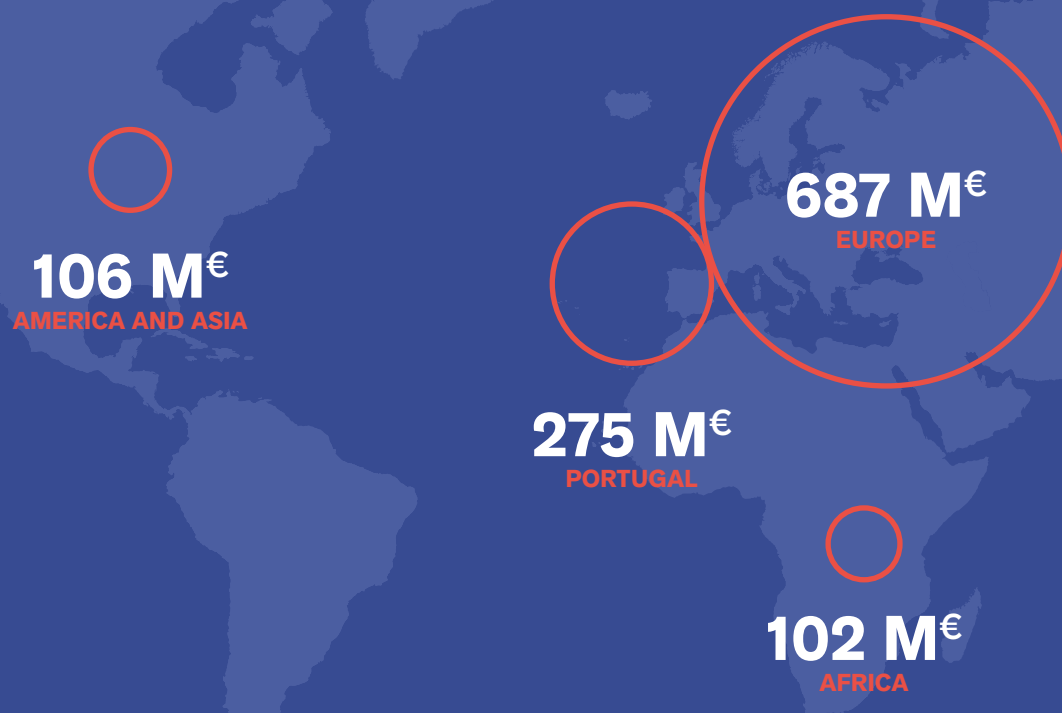 687 M€
EUROPE
106 M€
AMERICA AND ASIA
275 M€
PORTUGAL
102 M€
AFRICA